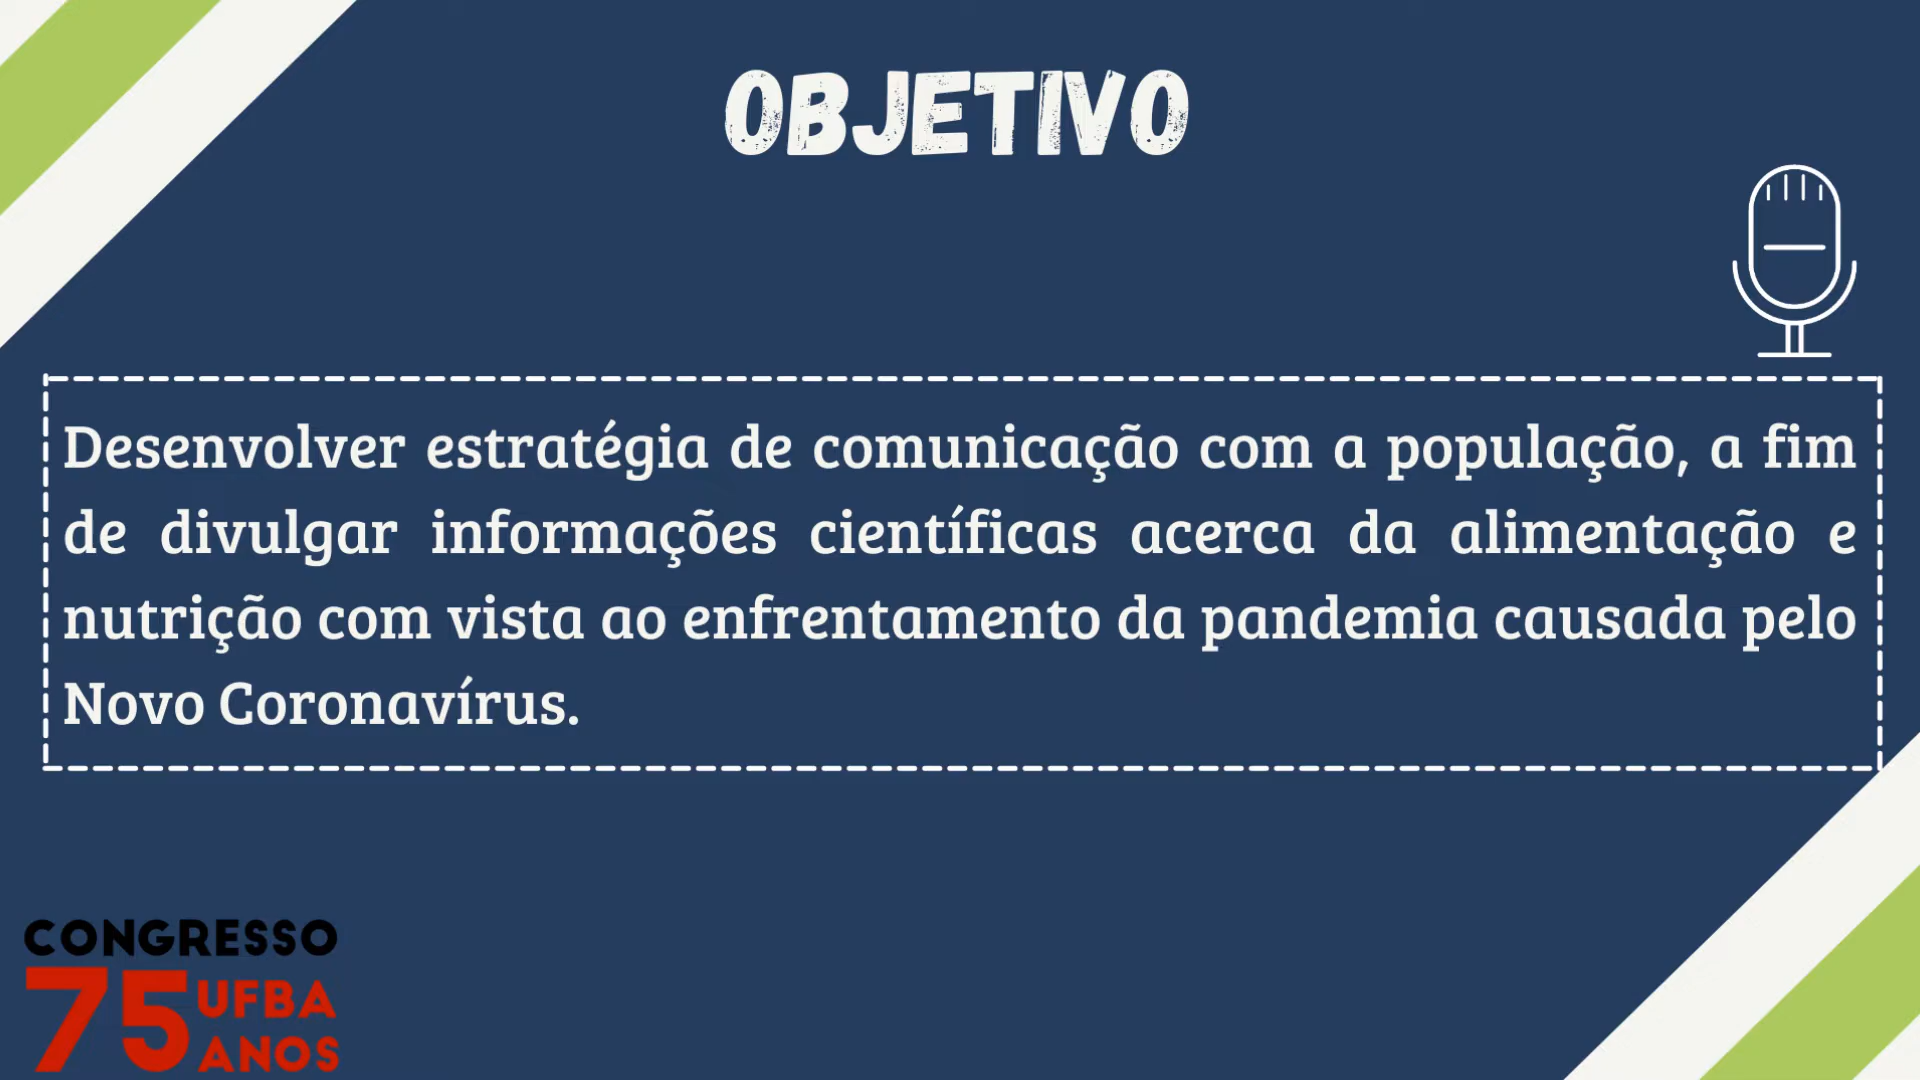 OBJETIVO
Desenvolver estratégia de comunicação com a população, a fim
de divulgar informações científicas acerca da alimentação e
nutrição com vista ao enfrentamento da pandemia causada pelo
Novo Coronavírus.
CONGRESSO
75 UFBA
ANOS